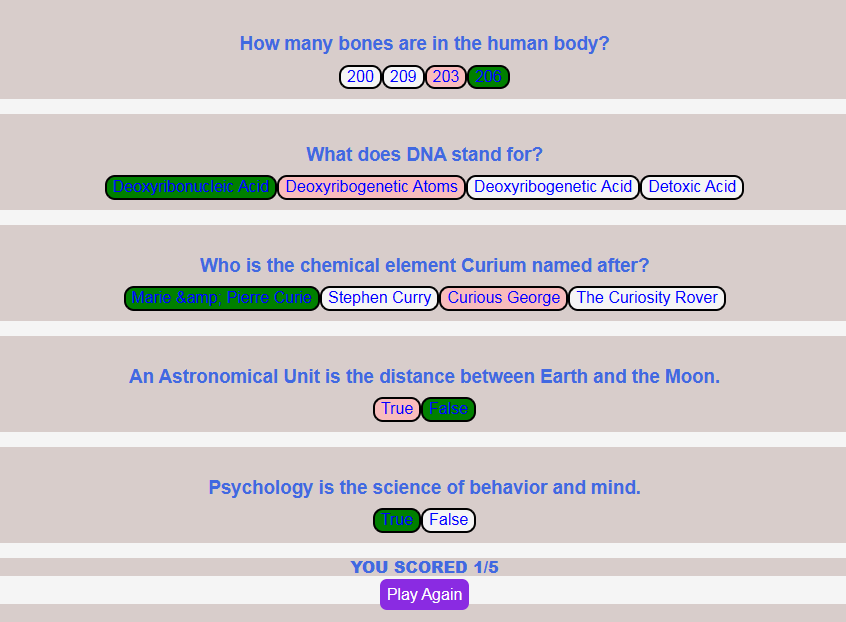 How many bones are in the human body?
200 209 203 206
What does DNA stand for?
Deoxyribonucleic Acid Deoxyribogenetic Atoms Deoxyribogenetic Acid Detoxic Acid
Who is the chemical element Curium named after?
Marie &amp; Pierre Curie Stephen Curry Curious George The Curiosity Rover
An Astronomical Unit is the distance between Earth and the Moon.
True False
Psychology is the science of behavior and mind.
True False
YOU SCORED 1/5
Play Again